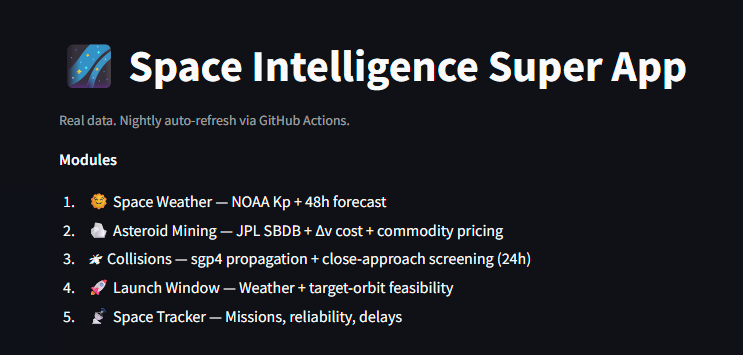 Space Intelligence Super App
Real data. Nightly auto-refresh via GitHub Actions.
Modules
1. Space Weather — NOAA Kp + 48h forecast
2. Asteroid Mining — JPL SBDB + Δv cost + commodity pricing
3. Collisions — sgp4 propagation + close-approach screening (24h)
4. Launch Window — Weather + target-orbit feasibility
5. Space Tracker — Missions, reliability, delays